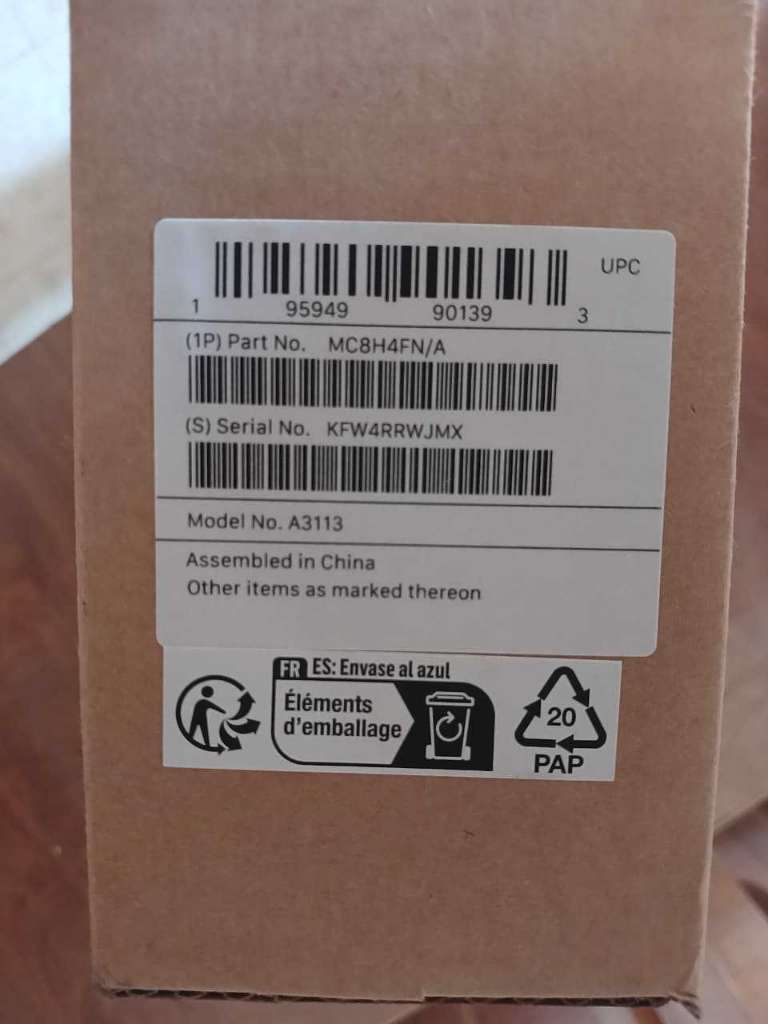 UPC
1 95949 90139 3
(1P) Part No. MC8H4FN/A
(S) Serial No. KFW4RRWJMX
Model No. A3113
Assembled in China
Other items as marked thereon
FR ES: Envase al azul
Éléments
d'emballage
20
PAP